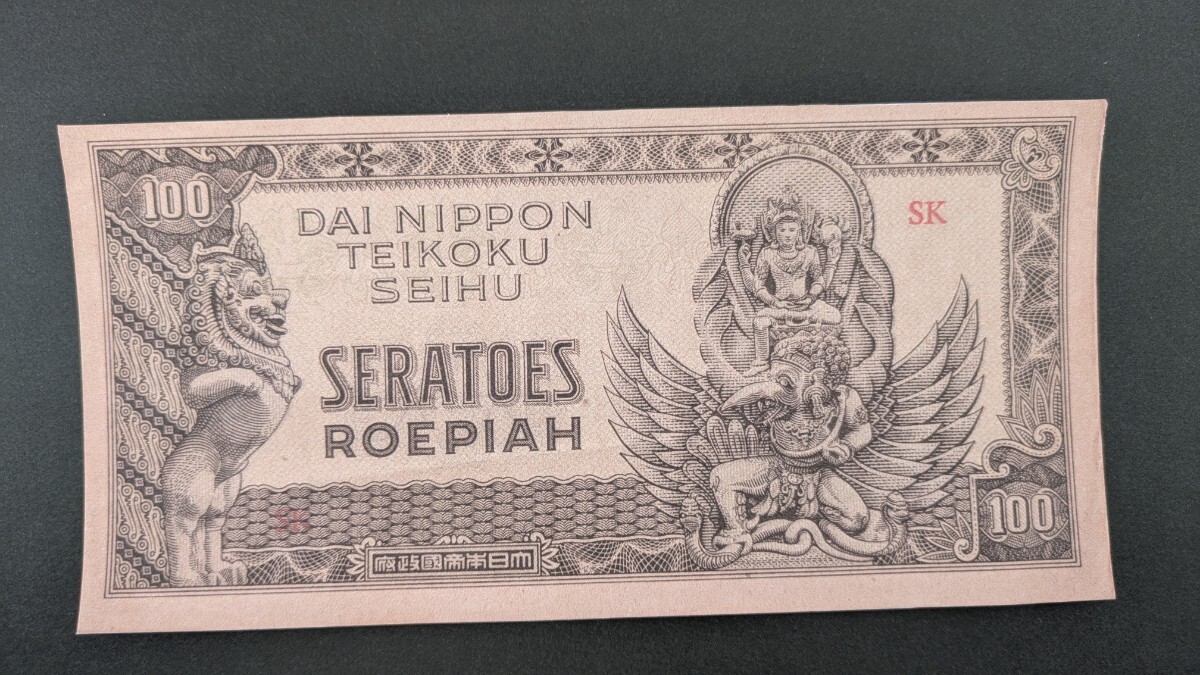 100
DAI NIPPON
TEIKOKU
SEIHU
SK
SERATOES
ROEPIAH
SK
100
府政國帝本日大